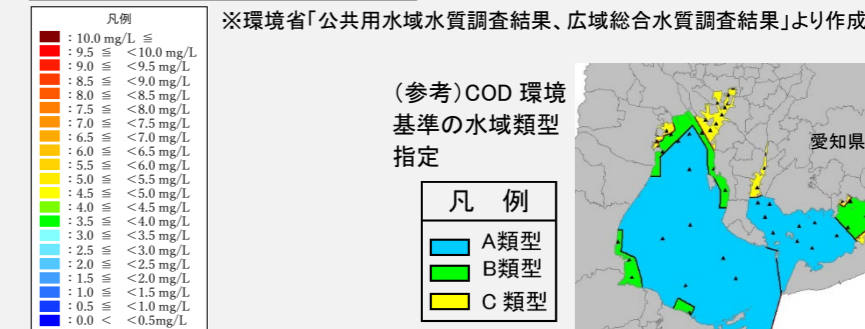 凡例
: 10.0 mg/L ≦
: 9.5 ≦ <10.0 mg/L
: 9.0 ≦ <9.5 mg/L
: 8.5 ≦ <9.0 mg/L
: 8.0 ≦ <8.5 mg/L
: 7.5 ≦ <8.0 mg/L
: 7.0 ≦ <7.5 mg/L
: 6.5 ≦ <7.0 mg/L
: 6.0 ≦ <6.5 mg/L
: 5.5 ≦ <6.0 mg/L
: 5.0 ≦ <5.5 mg/L
: 4.5 ≦ <5.0 mg/L
: 4.0 ≦ <4.5 mg/L
: 3.5 ≦ <4.0 mg/L
: 3.0 ≦ <3.5 mg/L
: 2.5 ≦ <3.0 mg/L
: 2.0 ≦ <2.5 mg/L
: 1.5 ≦ <2.0 mg/L
: 1.0 ≦ <1.5 mg/L
: 0.5 ≦ <1.0 mg/L
: 0.0 < <0.5mg/L
※環境省「公共用水域水質調査結果、広域総合水質調査結果」より作成
(参考)COD 環境
基準の水域類型
指定
凡 例
A類型
B類型
C 類型
愛知県